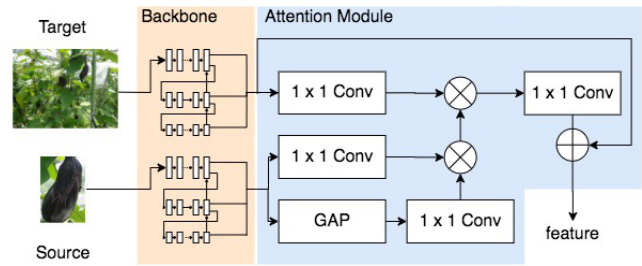 Target
Backbone
Attention Module
1 x 1 Conv
1 x 1 Conv
1 x 1 Conv
GAP
1 x 1 Conv
Source
feature